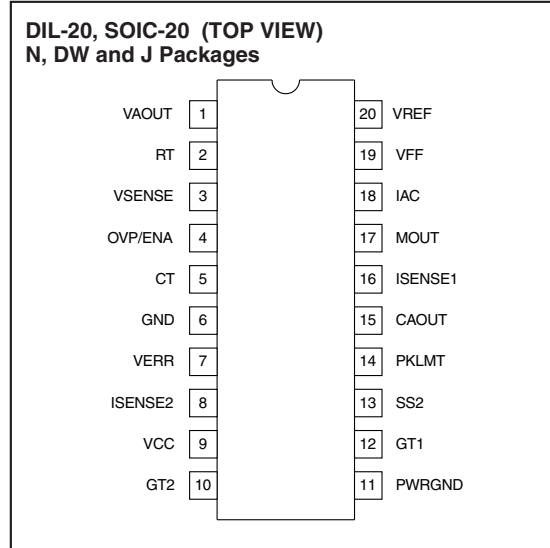 DIL-20, SOIC-20 (TOP VIEW)
N, DW and J Packages
VAOUT 1 20 VREF
RT 2 19 VFF
VSENSE 3 18 IAC
OVP/ENA 4 17 MOUT
CT 5 16 ISENSE1
GND 6 15 CAOUT
VERR 7 14 PKLMT
ISENSE2 8 13 SS2
VCC 9 12 GT1
GT2 10 11 PWRGND